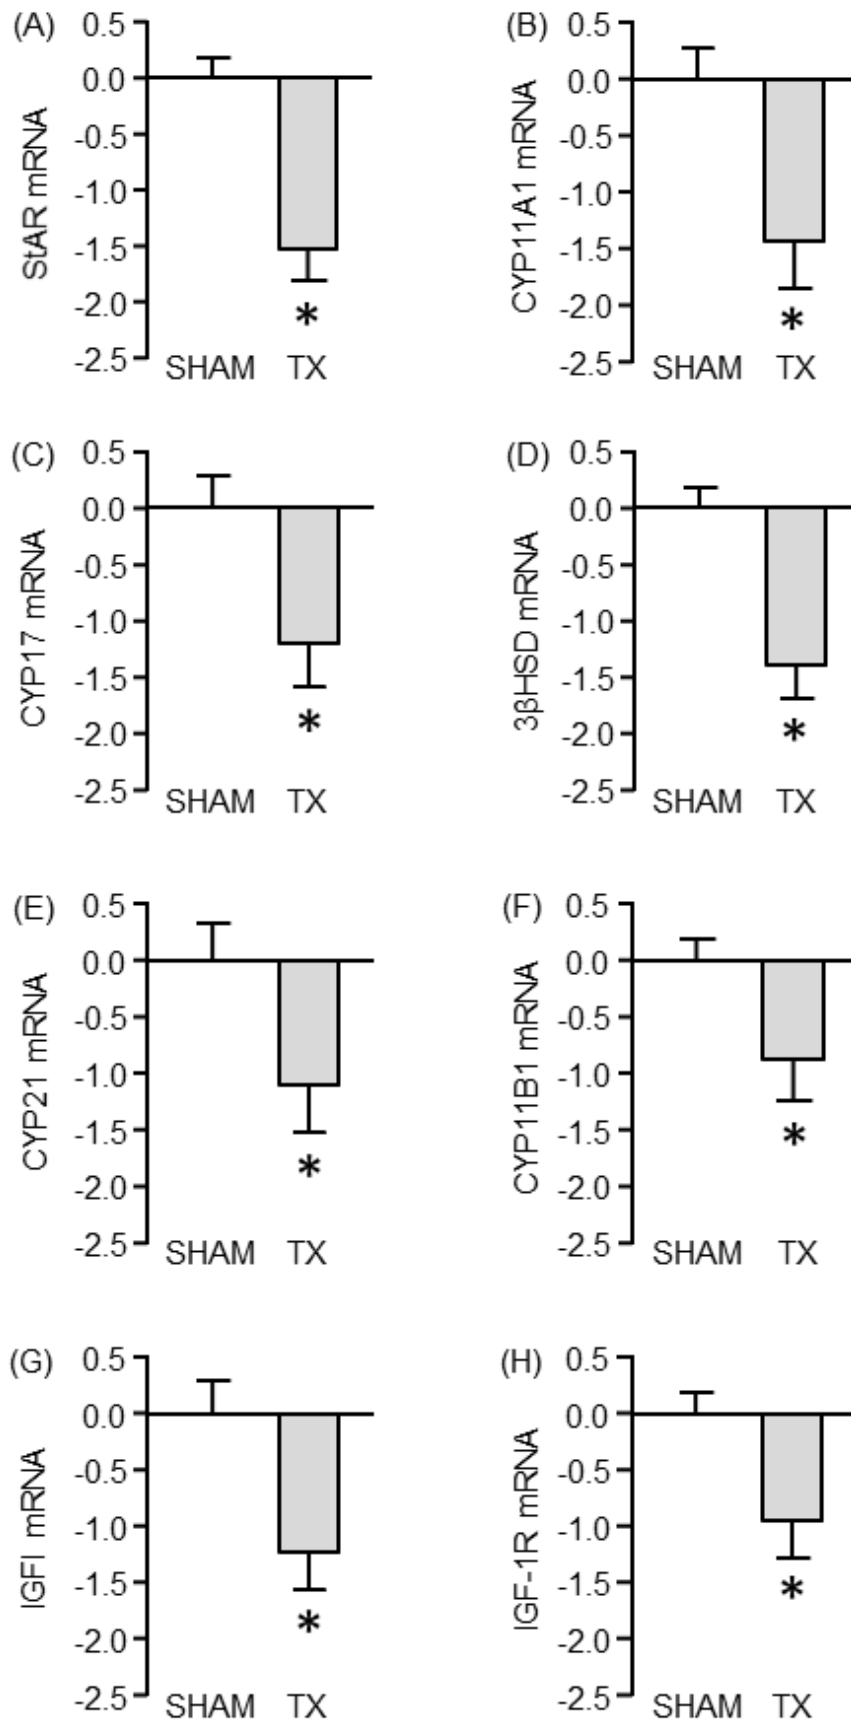 (A)
StAR mRNA
0.5
0.0
-0.5
-1.0
-1.5
-2.0
-2.5
*
SHAM TX
(B)
CYP11A1 mRNA
0.5
0.0
-0.5
-1.0
-1.5
-2.0
-2.5
*
SHAM TX
(C)
CYP17 mRNA
0.5
0.0
-0.5
-1.0
-1.5
-2.0
-2.5
*
SHAM TX
(D)
3βHSD mRNA
0.5
0.0
-0.5
-1.0
-1.5
-2.0
-2.5
*
SHAM TX
(E)
CYP21 mRNA
0.5
0.0
-0.5
-1.0
-1.5
-2.0
-2.5
*
SHAM TX
(F)
CYP11B1 mRNA
0.5
0.0
-0.5
-1.0
-1.5
-2.0
-2.5
*
SHAM TX
(G)
IGFI mRNA
0.5
0.0
-0.5
-1.0
-1.5
-2.0
-2.5
*
SHAM TX
(H)
IGF-1R mRNA
0.5
0.0
-0.5
-1.0
-1.5
-2.0
-2.5
*
SHAM TX